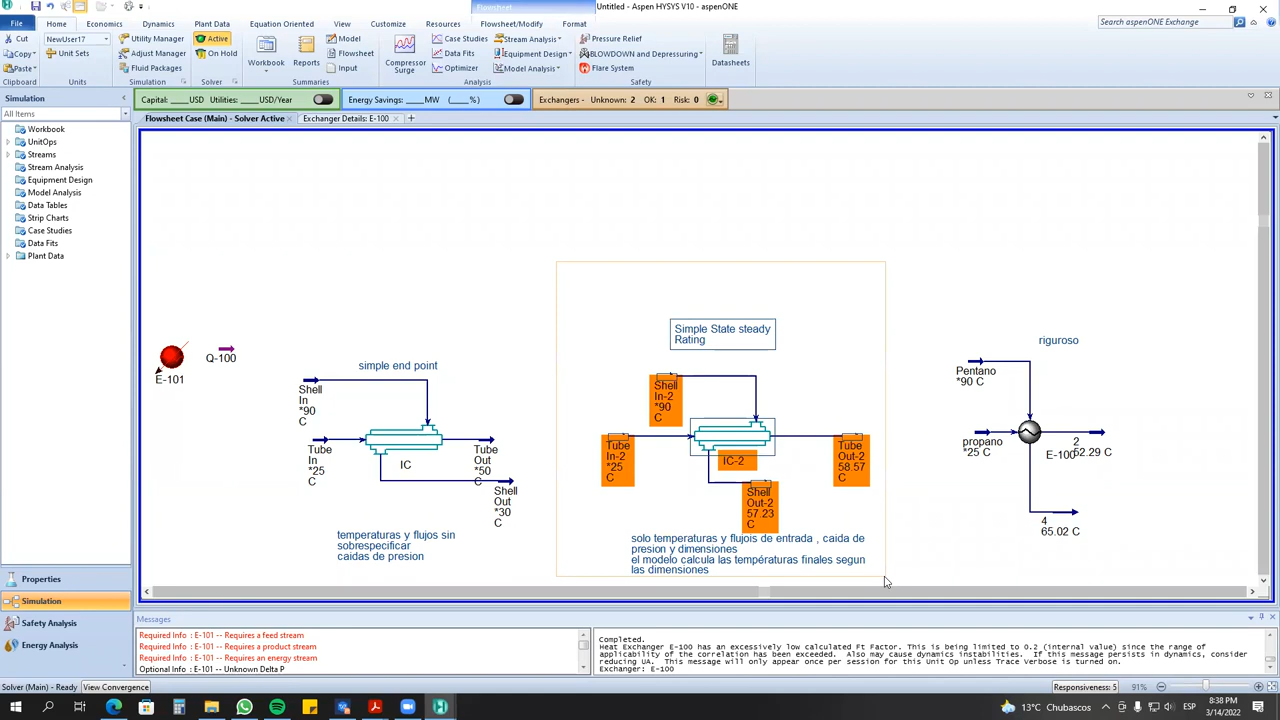 Flowsheet
Untitled - Aspen HYSYS V10 - aspenONE
File Home Economics Dynamics Plant Data Equation Oriented View Customize Resources Flowsheet/Modify Format
Search aspenONE Exchange
Cut NewUser17 Utility Manager Active Model Case Studies Stream Analysis Pressure Relief
Copy Unit Sets Adjust Manager On Hold Flowsheet Data Fits Equipment Design BLOWDOWN and Depressuring
Paste Fluid Packages Workbook Reports Input Compressor Surge Optimizer Model Analysis Flare System Datasheets
Clipboard Units Simulation Solver Summaries Analysis Safety
Simulation
Capital: ____USD Utilities: ____USD/Year
Energy Savings: ____MW (____%)
Exchangers - Unknown: 2 OK: 1 Risk: 0
All Items
Flowsheet Case (Main) - Solver Active
Exchanger Details: E-100
Workbook
UnitOps
Streams
Stream Analysis
Equipment Design
Model Analysis
Data Tables
Strip Charts
Case Studies
Data Fits
Plant Data
E-101
Q-100
simple end point
Shell
In
*90
C
Tube
In
*25
C
IC
Tube
Out
*50
C
Shell
Out
*30
C
temperaturas y flujos sin
sobrespecificar
caidas de presion
Simple State steady
Rating
Shell
In-2
*90
C
Tube
In-2
*25
C
IC-2
Tube
Out-2
58.57
C
Shell
Out-2
57.23
C
solo temperaturas y flujois de entrada , caida de
presion y dimensiones
el modelo calcula las températuras finales segun
las dimensiones
riguroso
Pentano
*90 C
propano
*25 C
E-100
2
52.29 C
4
65.02 C
Properties
Simulation
Safety Analysis
Energy Analysis
Messages
Required Info : E-101 -- Requires a feed stream
Required Info : E-101 -- Requires a product stream
Required Info : E-101 -- Requires an energy stream
Optional Info : E-101 -- Unknown Delta P
Completed.
Heat Exchanger E-100 has an excessively low calculated Ft Factor. This is being limited to 0.2 (internal value) since the range of
applicability of the correlation has been exceeded. Also may cause dynamics instabilities. If this message persists in dynamics, consider
reducing UA. This message will only appear once per session for this Unit Op unless Trace Verbose is turned on.
Exchanger: E-100
Solver (Main) - Ready View Convergence
Responsiveness: 5 91%
13°C Chubascos
ESP
8:38 PM
3/14/2022